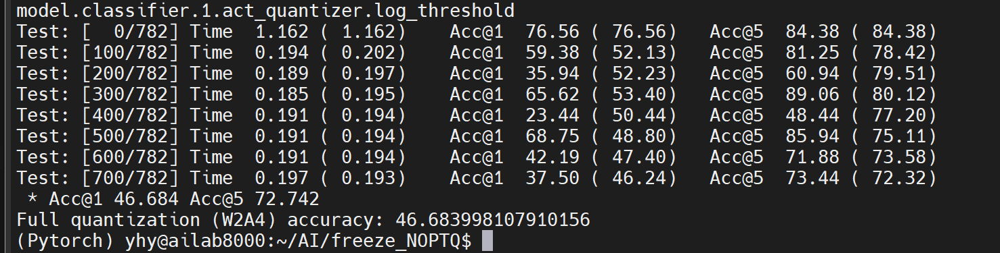 model.classifier.1.act_quantizer.log_threshold
Test: [  0/782] Time  1.162 ( 1.162)    Acc@1  76.56 ( 76.56)   Acc@5  84.38 ( 84.38)
Test: [100/782] Time  0.194 ( 0.202)    Acc@1  59.38 ( 52.13)   Acc@5  81.25 ( 78.42)
Test: [200/782] Time  0.189 ( 0.197)    Acc@1  35.94 ( 52.23)   Acc@5  60.94 ( 79.51)
Test: [300/782] Time  0.185 ( 0.195)    Acc@1  65.62 ( 53.40)   Acc@5  89.06 ( 80.12)
Test: [400/782] Time  0.191 ( 0.194)    Acc@1  23.44 ( 50.44)   Acc@5  48.44 ( 77.20)
Test: [500/782] Time  0.191 ( 0.194)    Acc@1  68.75 ( 48.80)   Acc@5  85.94 ( 75.11)
Test: [600/782] Time  0.191 ( 0.194)    Acc@1  42.19 ( 47.40)   Acc@5  71.88 ( 73.58)
Test: [700/782] Time  0.197 ( 0.193)    Acc@1  37.50 ( 46.24)   Acc@5  73.44 ( 72.32)
 * Acc@1 46.684 Acc@5 72.742
Full quantization (W2A4) accuracy: 46.683998107910156
(Pytorch) yhy@ailab8000:~/AI/freeze_NOPTQ$